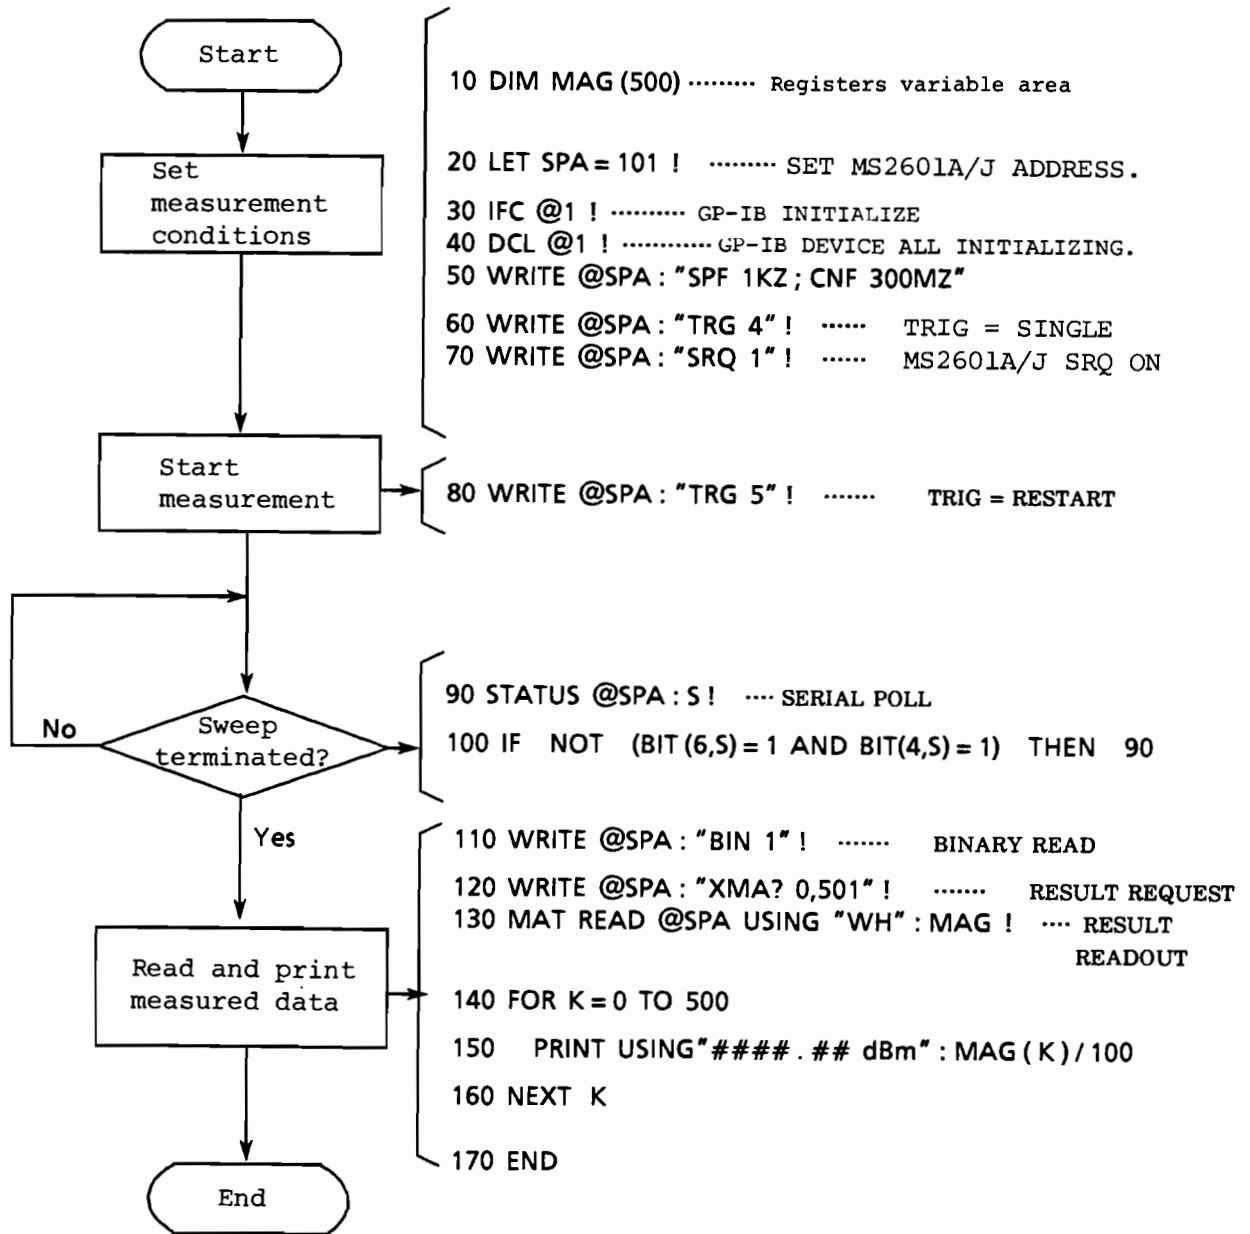 Start
10 DIM MAG (500) ········· Registers variable area
Set
measurement
conditions
20 LET SPA = 101 ! ········· SET MS2601A/J ADDRESS.
30 IFC @1 ! ·········· GP-IB INITIALIZE
40 DCL @1 ! ············ GP-IB DEVICE ALL INITIALIZING.
50 WRITE @SPA : "SPF 1KZ ; CNF 300MZ"
60 WRITE @SPA : "TRG 4" ! ······ TRIG = SINGLE
70 WRITE @SPA : "SRQ 1" ! ······ MS2601A/J SRQ ON
Start
measurement
80 WRITE @SPA : "TRG 5" ! ······· TRIG = RESTART
No
Sweep
terminated?
90 STATUS @SPA : S ! ···· SERIAL POLL
100 IF NOT (BIT (6,S) = 1 AND BIT(4,S) = 1) THEN 90
Yes
110 WRITE @SPA : "BIN 1" ! ······· BINARY READ
120 WRITE @SPA : "XMA? 0,501" ! ······· RESULT REQUEST
130 MAT READ @SPA USING "WH" : MAG ! ···· RESULT
READOUT
Read and print
measured data
140 FOR K = 0 TO 500
150 PRINT USING "####.## dBm" : MAG ( K ) / 100
160 NEXT K
170 END
End